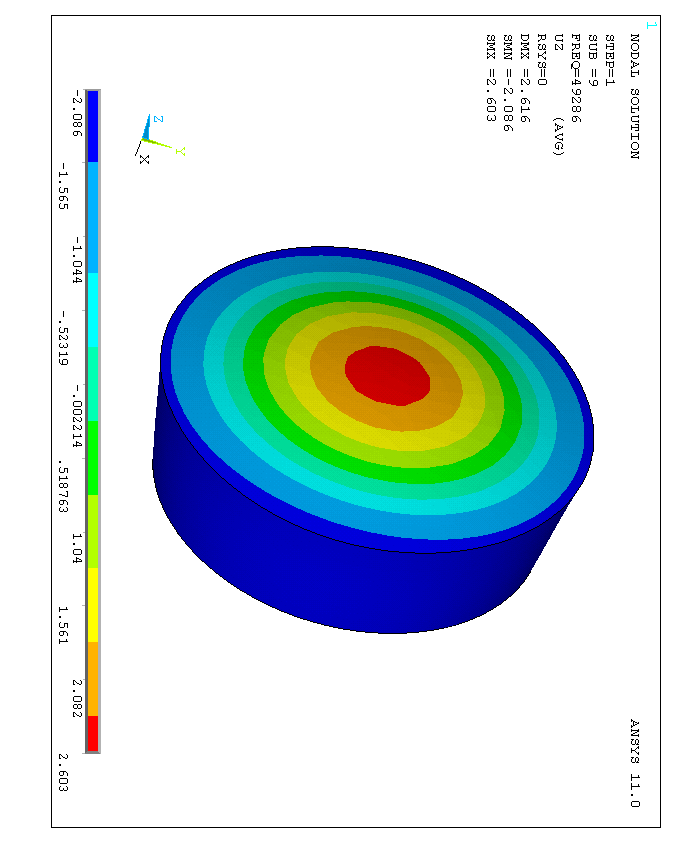 1
NODAL SOLUTION
STEP=1
SUB =9
FREQ=49286
UZ (AVG)
RSYS=0
DMX =2.616
SMN =-2.086
SMX =2.603
ANSYS 11.0
Z
Y
X
-2.086
-1.565
-1.044
-.52319
-.002214
.518763
1.04
1.561
2.082
2.603